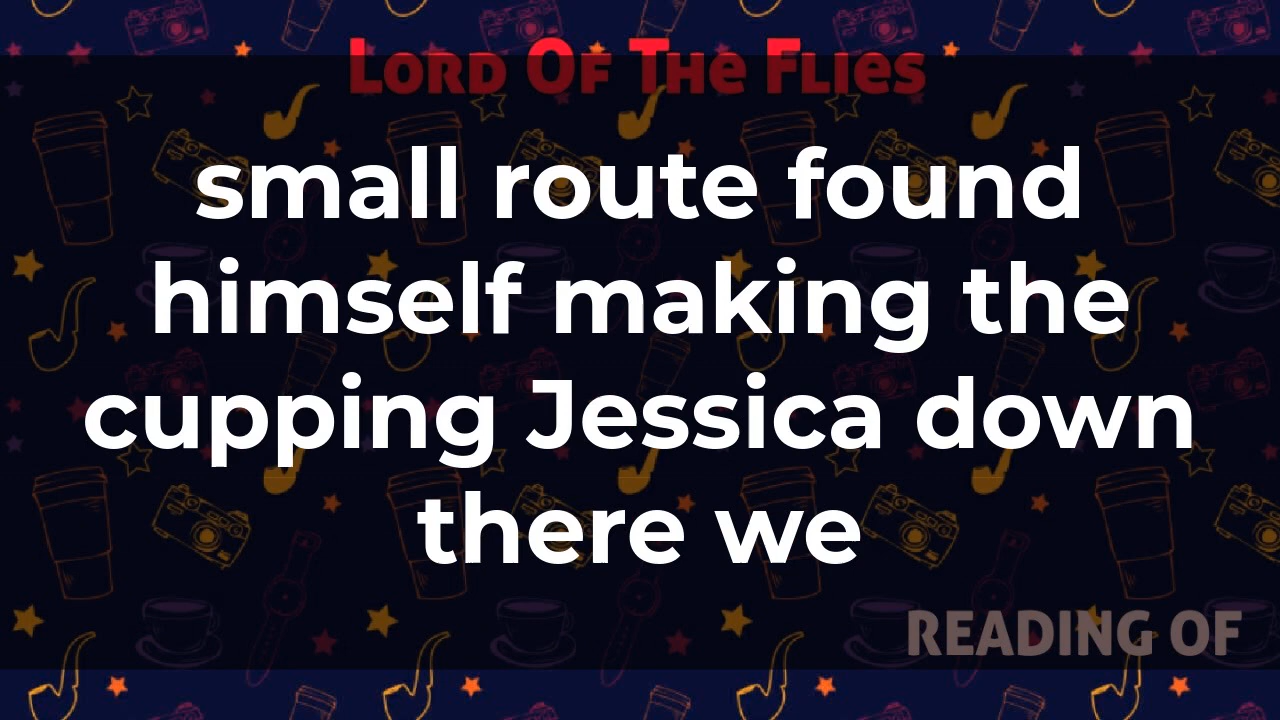 Lord Of The Flies
small route found
himself making the
cupping Jessica down
there we
READING OF